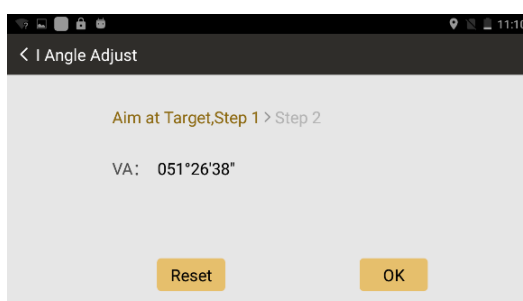 11:10
I Angle Adjust
Aim at Target,Step 1 > Step 2
VA: 051°26'38"
Reset OK